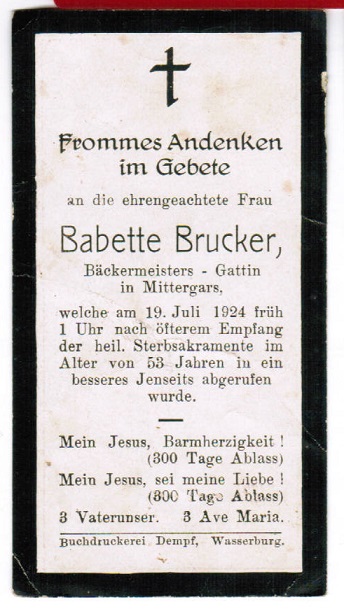 Frommes Andenken
im Gebete
an die ehrengeachtete Frau
Babette Brucker,
Bäckermeisters - Gattin
in Mittergars,
welche am 19. Juli 1924 früh
1 Uhr nach öfterem Empfang
der heil. Sterbsakramente im
Alter von 53 Jahren in ein
besseres Jenseits abgerufen
wurde.
Mein Jesus, Barmherzigkeit!
(300 Tage Ablass)
Mein Jesus, sei meine Liebe!
(300 Tage Ablass)
3 Vaterunser. 3 Ave Maria.
Buchdruckerei Dempf, Wasserburg.